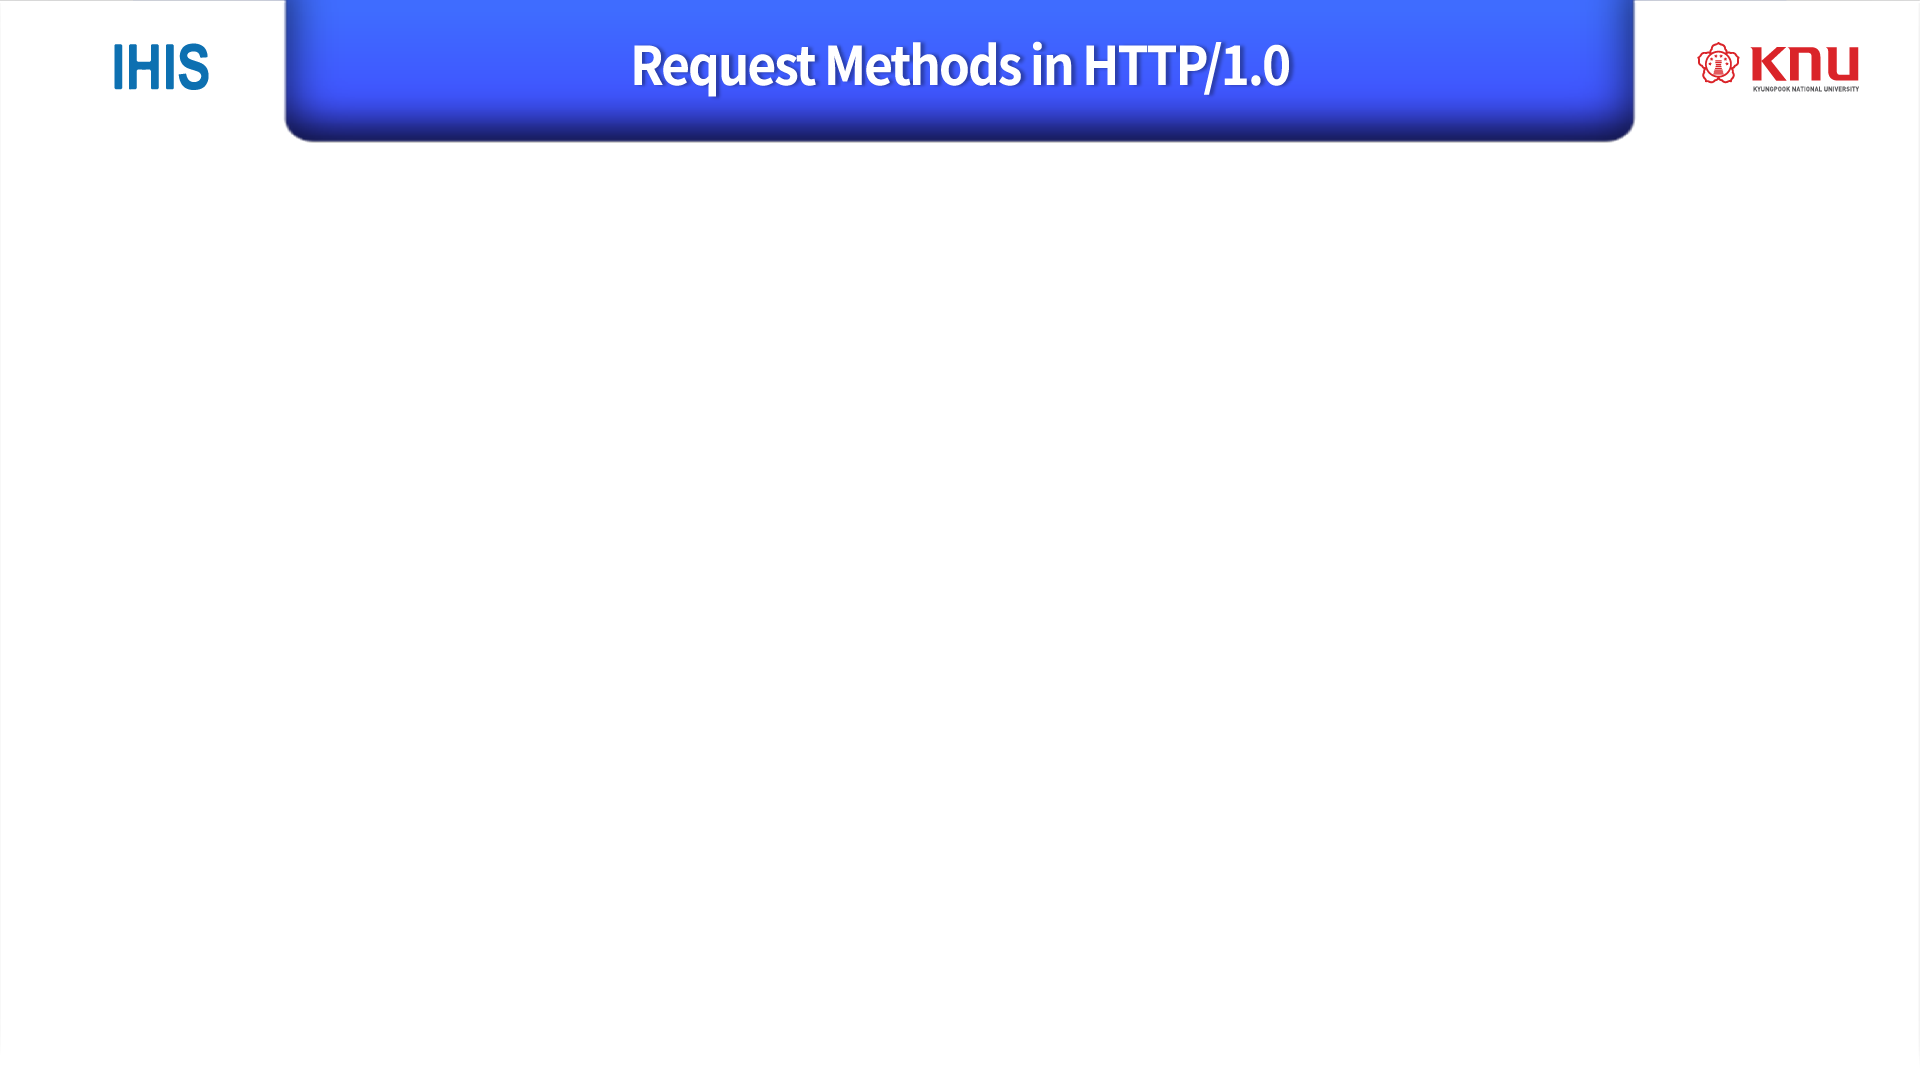 IHIS
Request Methods in HTTP/1.0
KNU
KYUNGPOOK NATIONAL UNIVERSITY